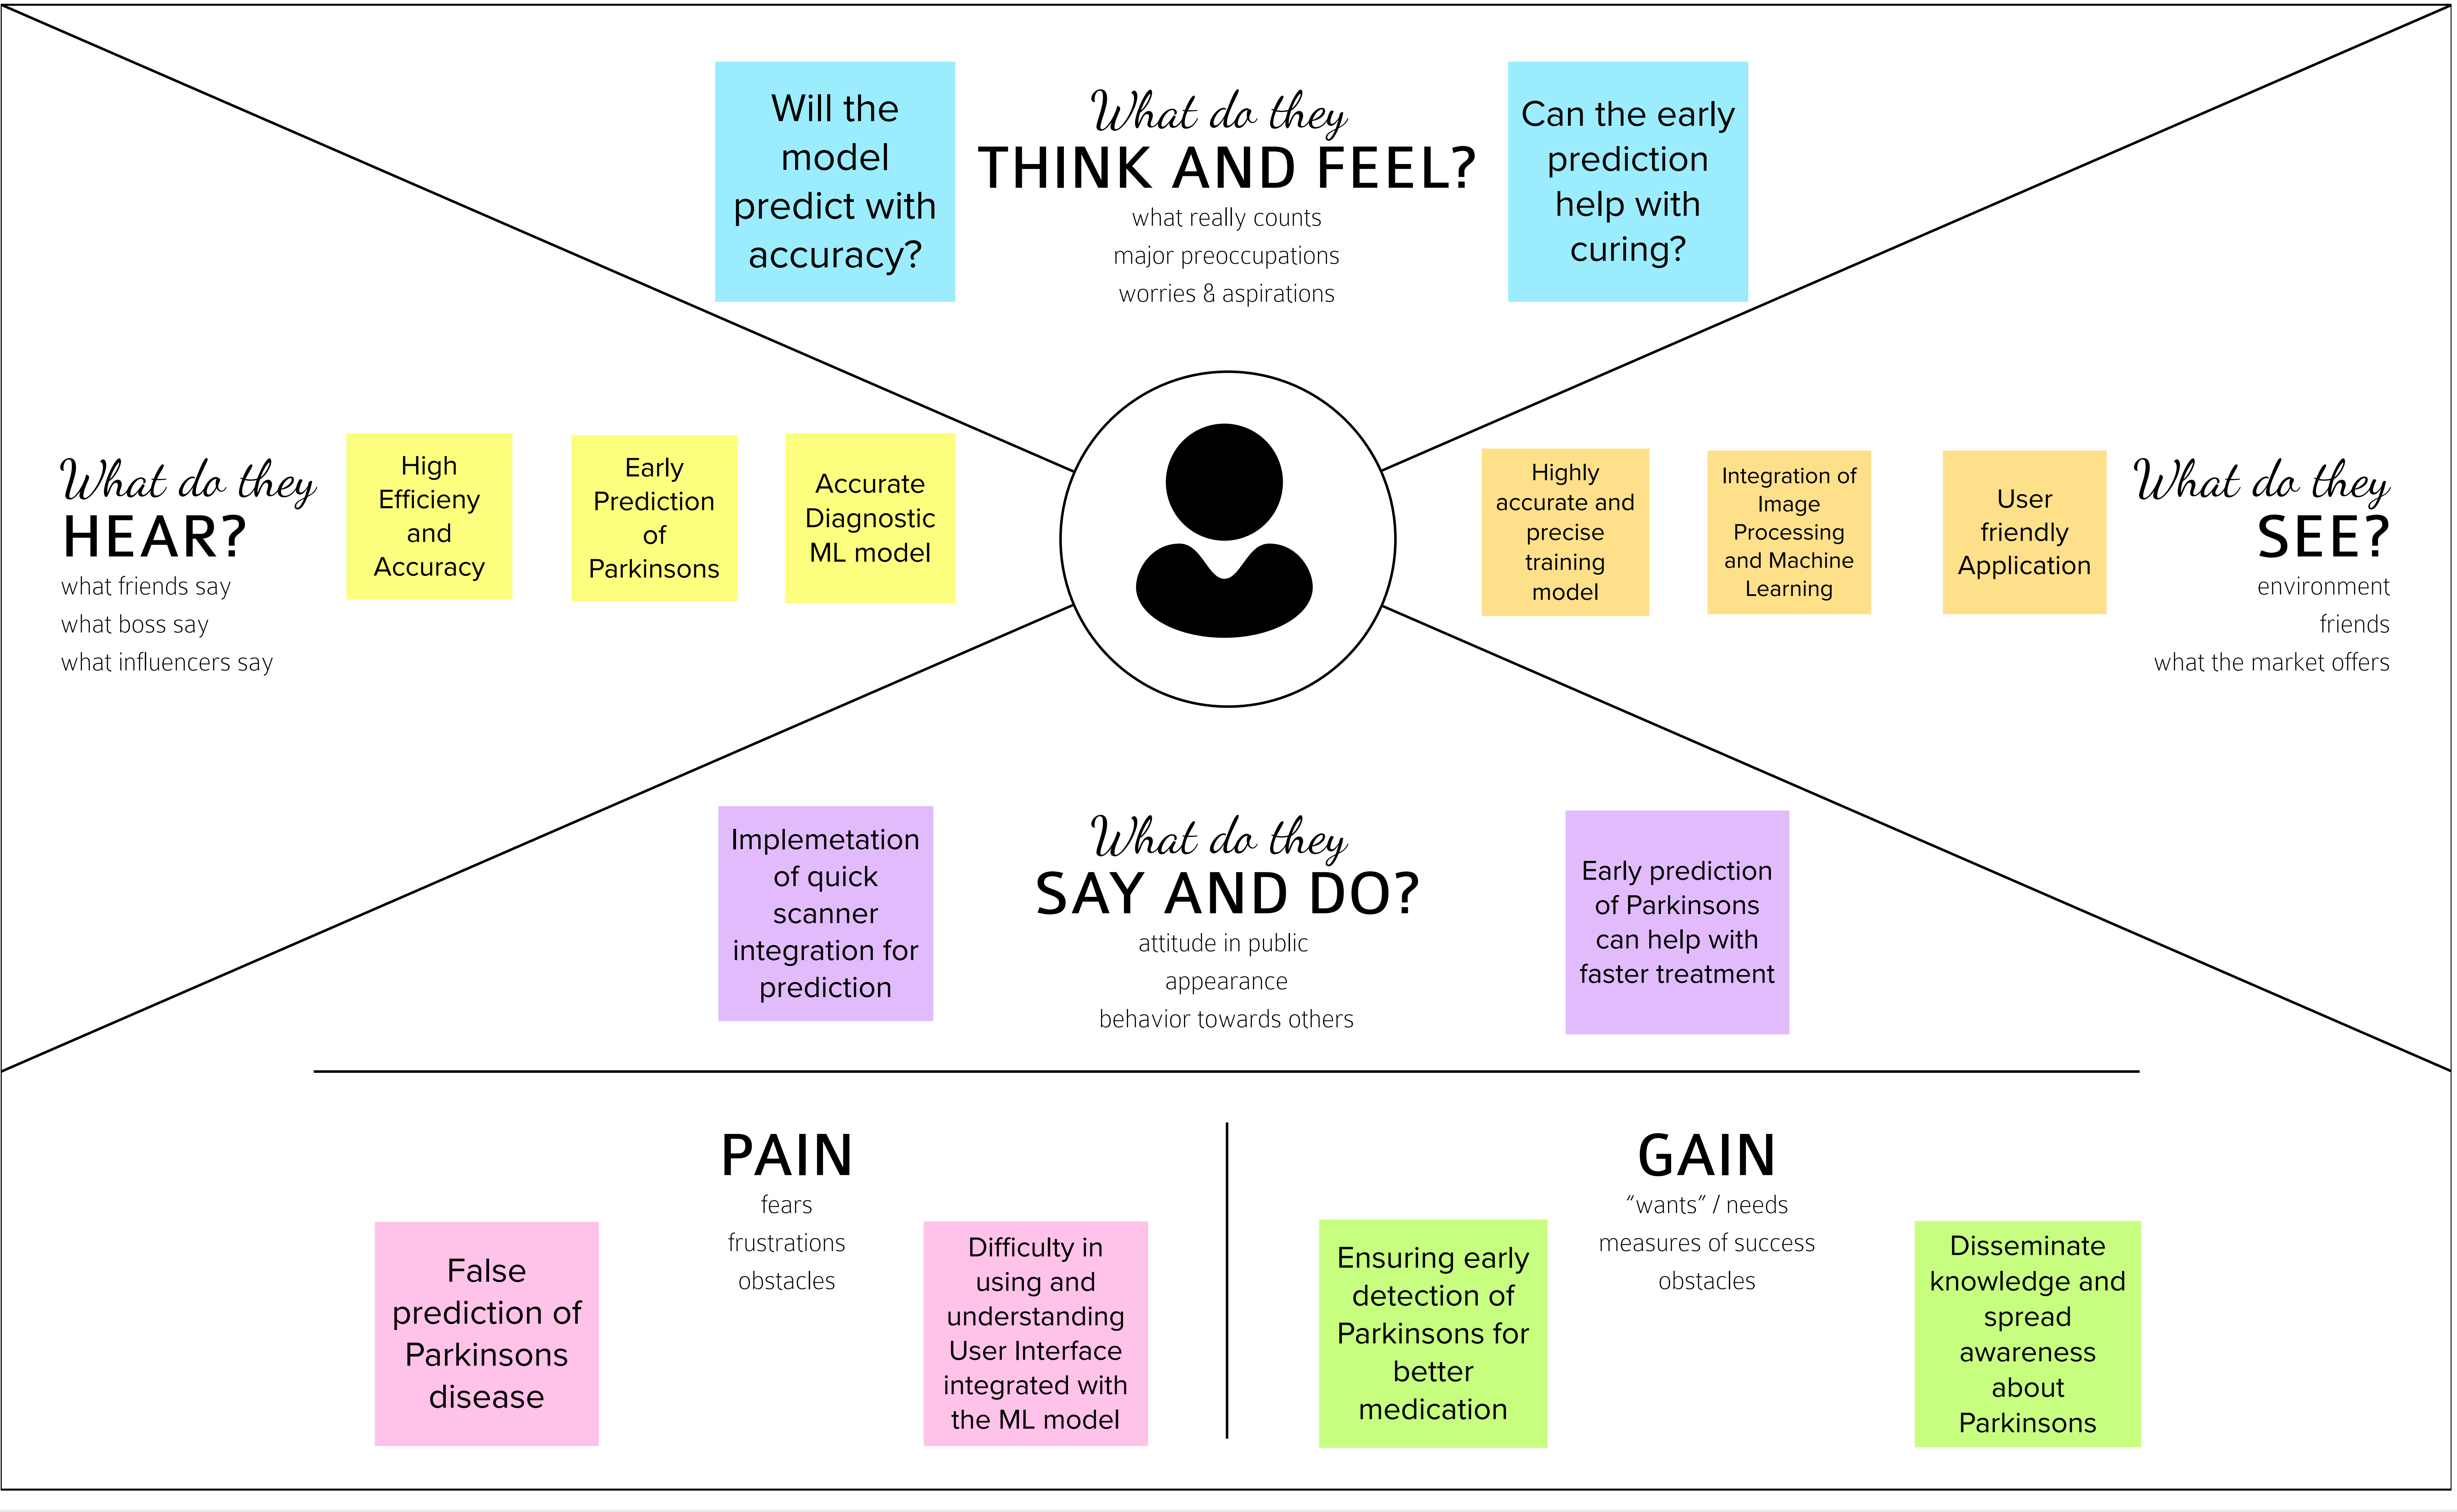 Will the
model
predict with
accuracy?
What do they
THINK AND FEEL?
what really counts
major preoccupations
worries & aspirations
Can the early
prediction
help with
curing?
What do they
HEAR?
what friends say
what boss say
what influencers say
High
Efficieny
and
Accuracy
Early
Prediction
of
Parkinsons
Accurate
Diagnostic
ML model
Highly
accurate and
precise
training
model
Integration of
Image
Processing
and Machine
Learning
User
friendly
Application
What do they
SEE?
environment
friends
what the market offers
Implemetation
of quick
scanner
integration for
prediction
What do they
SAY AND DO?
attitude in public
appearance
behavior towards others
Early prediction
of Parkinsons
can help with
faster treatment
PAIN
fears
frustrations
obstacles
False
prediction of
Parkinsons
disease
Difficulty in
using and
understanding
User Interface
integrated with
the ML model
GAIN
“wants” / needs
measures of success
obstacles
Ensuring early
detection of
Parkinsons for
better
medication
Disseminate
knowledge and
spread
awareness
about
Parkinsons